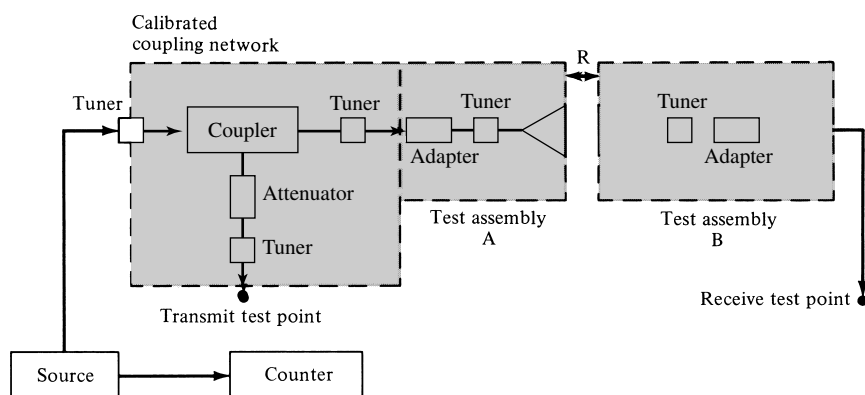 Calibrated
coupling network
R
Tuner
Tuner
Tuner
Tuner
Coupler
Adapter
Adapter
Attenuator
Test assembly
A
Test assembly
B
Tuner
Transmit test point
Receive test point
Source
Counter